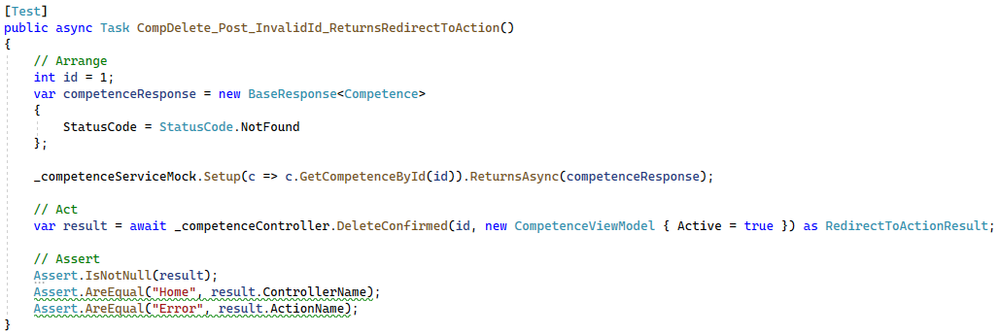 [Test]
public async Task CompDelete_Post_InvalidId_ReturnsRedirectToAction()
{
    // Arrange
    int id = 1;
    var competenceResponse = new BaseResponse<Competence>
    {
        StatusCode = StatusCode.NotFound
    };

    _competenceServiceMock.Setup(c => c.GetCompetenceById(id)).ReturnsAsync(competenceResponse);

    // Act
    var result = await _competenceController.DeleteConfirmed(id, new CompetenceViewModel { Active = true }) as RedirectToActionResult;

    // Assert
    Assert.IsNotNull(result);
    Assert.AreEqual("Home", result.ControllerName);
    Assert.AreEqual("Error", result.ActionName);
}